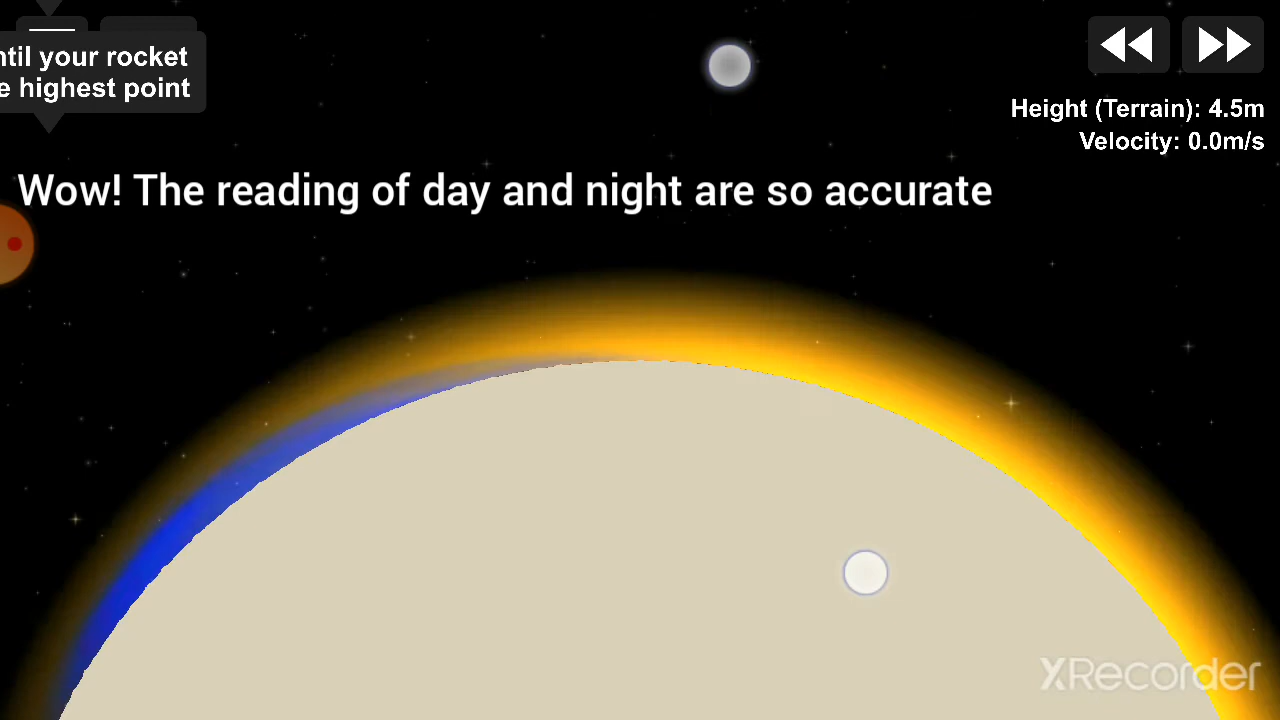 ntil your rocket
e highest point
Height (Terrain): 4.5m
Velocity: 0.0m/s
Wow! The reading of day and night are so accurate
XRecorder